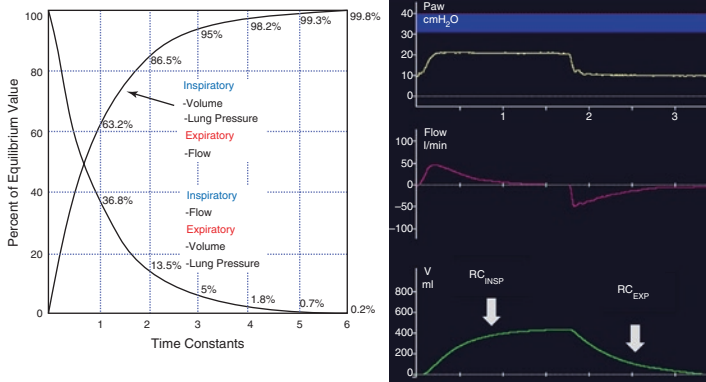 100
80
60
40
20
0
Percent of Equilibrium Value
63.2%
86.5%
95%
98.2%
99.3%
99.8%
Inspiratory
-Volume
-Lung Pressure
Expiratory
-Flow
36.8%
Inspiratory
-Flow
Expiratory
-Volume
-Lung Pressure
13.5%
5%
1.8%
0.7%
0.2%
1 2 3 4 5 6
Time Constants
Paw
cmH2O
40
30
20
10
0
1 2 3
Flow
l/min
100
50
0
-50
-100
V
ml
800
600
400
200
0
RCINSP
RCEXP